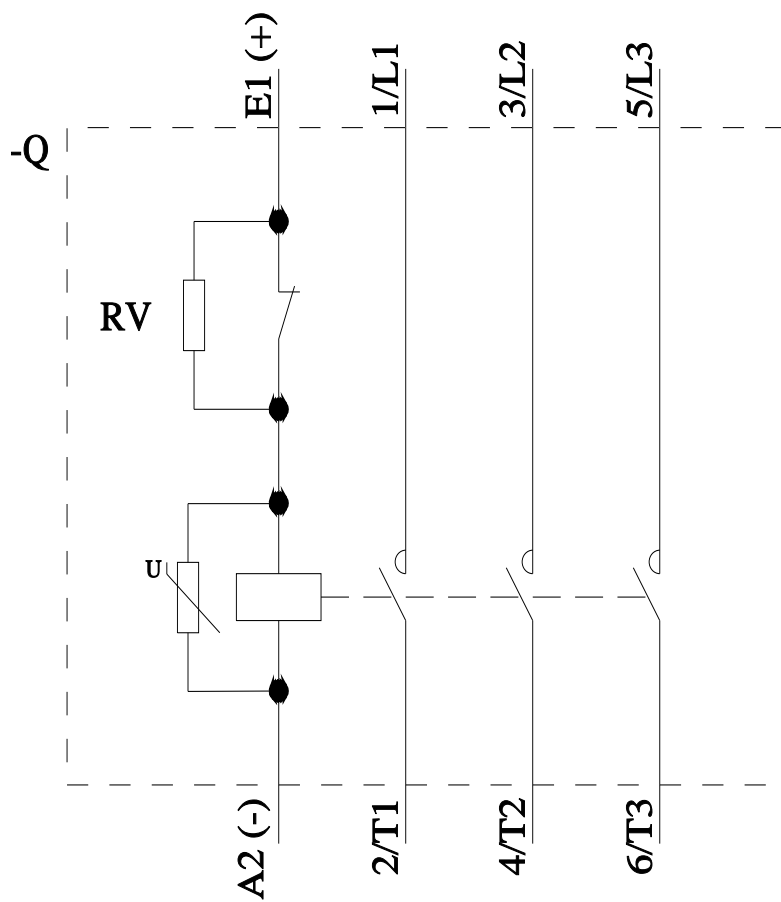 E1 (+)
1/L1
3/L2
5/L3
-Q
RV
U
A2 (-)
2/T1
4/T2
6/T3